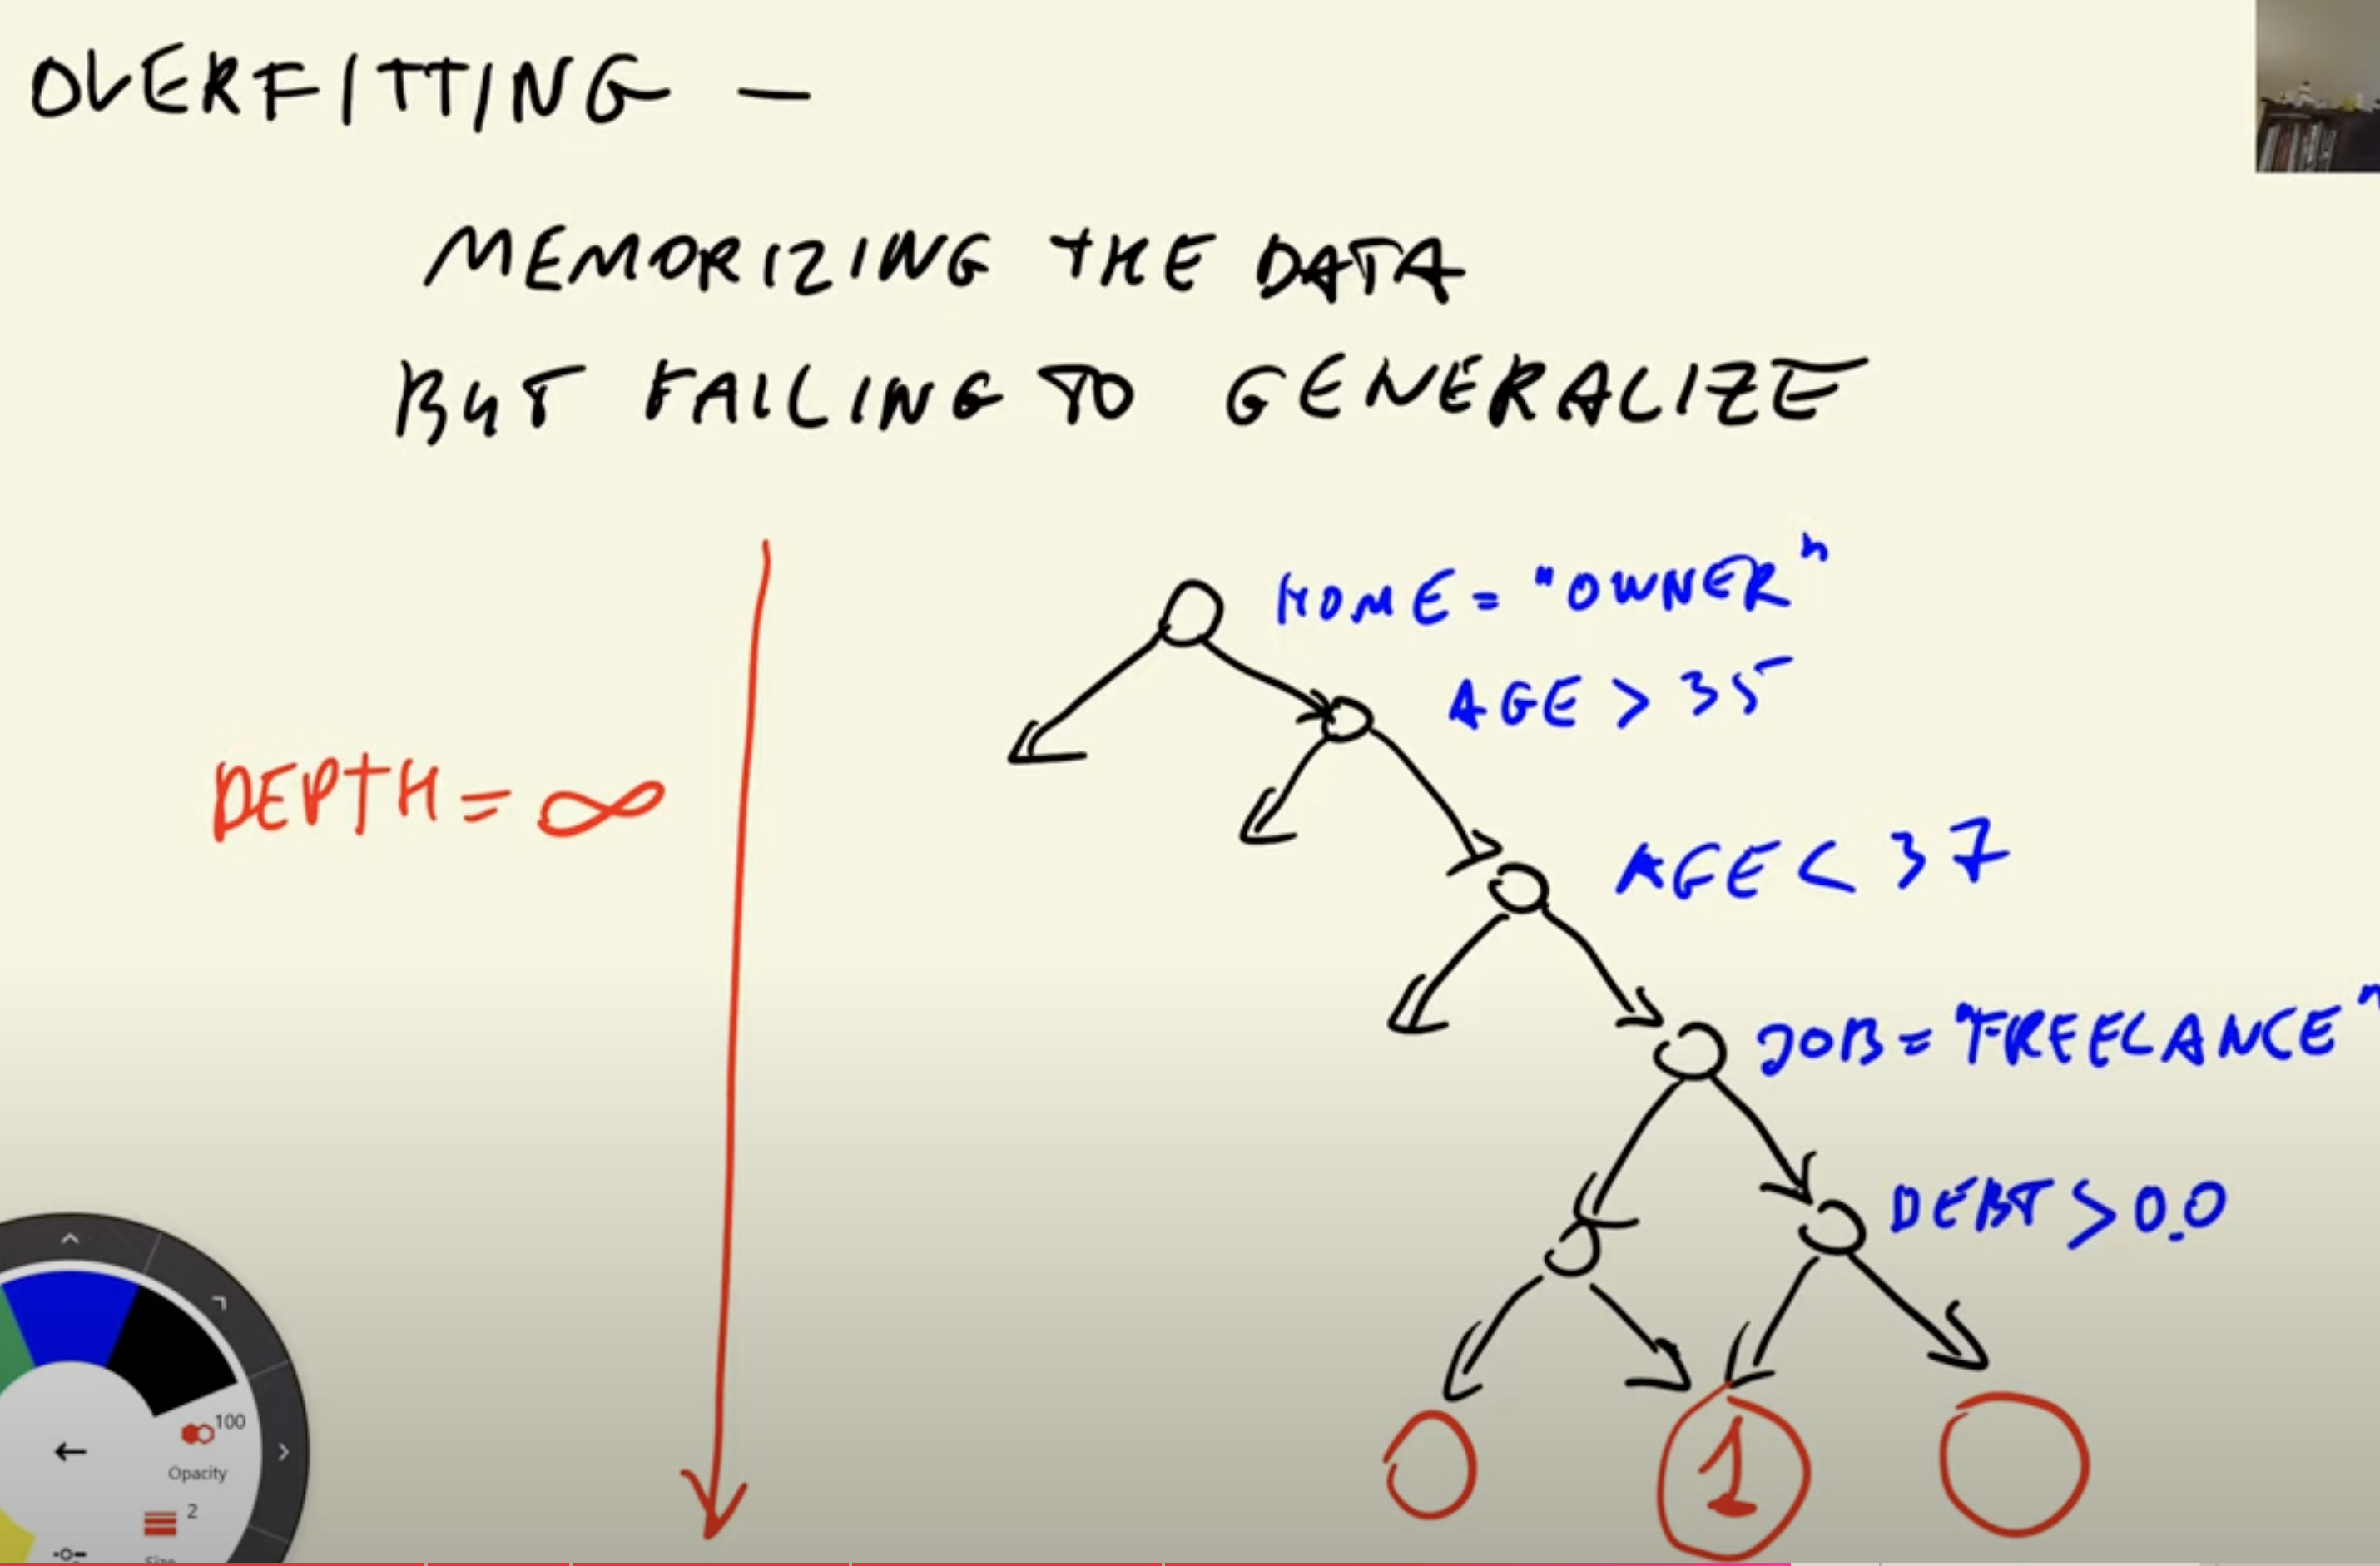 OVERFITTING —
MEMORIZING THE DATA
BUT FAILING TO GENERALIZE
HOME = "OWNER"
AGE > 35
DEPTH = ∞
AGE < 37
JOB = "FREELANCE"
DEBT > 0.0
1
100
Opacity
2
Size